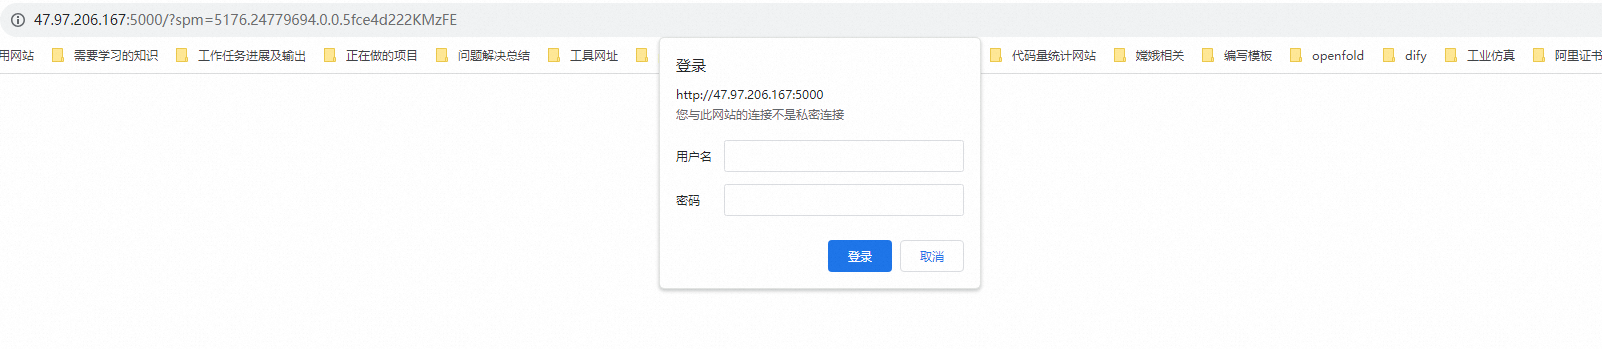 47.97.206.167:5000/?spm=5176.24779694.0.0.5fce4d222KMzFE
用网站 需要学习的知识 工作任务进展及输出 正在做的项目 问题解决总结 工具网址 代码量统计网站 嫦娥相关 编写模板 openfold dify 工业仿真 阿里证书
登录
http://47.97.206.167:5000
您与此网站的连接不是私密连接
用户名
密码
登录 取消